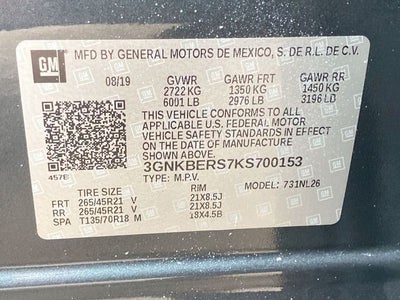 GM
MFD BY GENERAL MOTORS DE MEXICO, S. DE R.L. DE C.V.
08/19 GVWR GAWR FRT GAWR RR
2722 KG 1350 KG 1450 KG
6001 LB 2976 LB 3196 LB
THIS VEHICLE CONFORMS TO ALL
APPLICABLE U.S. FEDERAL MOTOR
VEHICLE SAFETY STANDARDS IN EFFECT ON
THE DATE OF MANUFACTURE SHOWN ABOVE.
3GNKBERS7KS700153
457B TYPE: M.P.V. MODEL: 731NL26
TIRE SIZE RIM
FRT 265/45R21 V 21X8.5J
RR 265/45R21 V 21X8.5J
SPA T135/70R18 M 18X4.5B